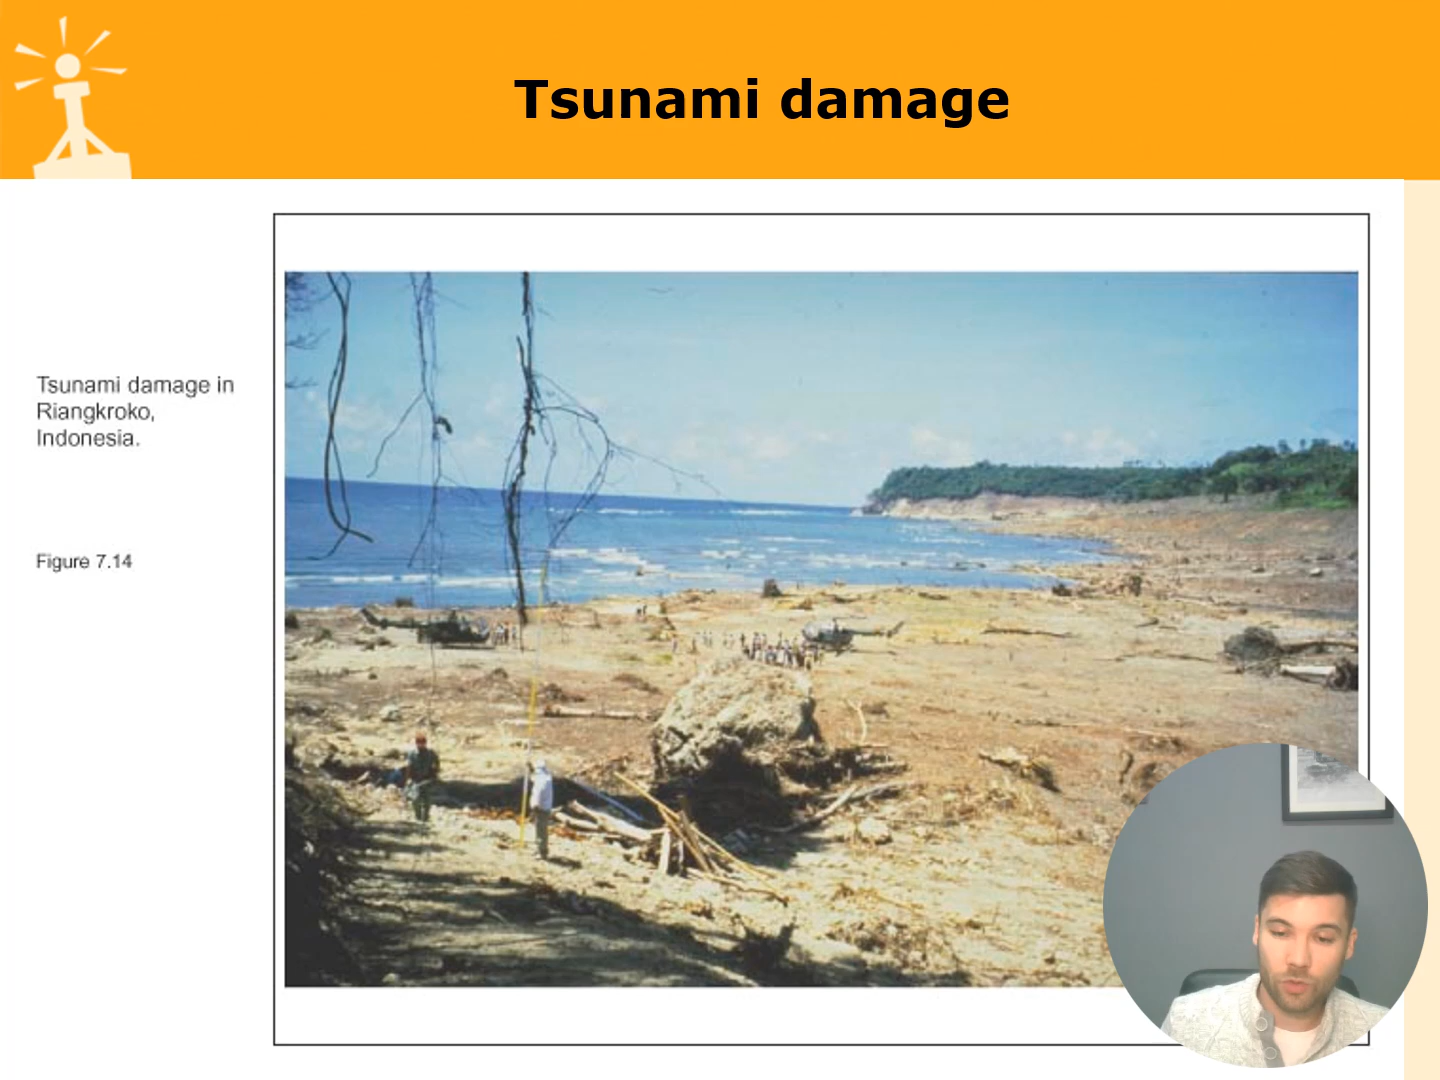 Tsunami damage
Tsunami damage in
Riangkroko,
Indonesia.
Figure 7.14